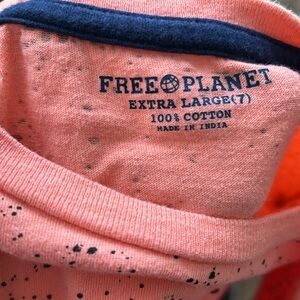 FREE PLANET
EXTRA LARGE(7)
100% COTTON
MADE IN INDIA